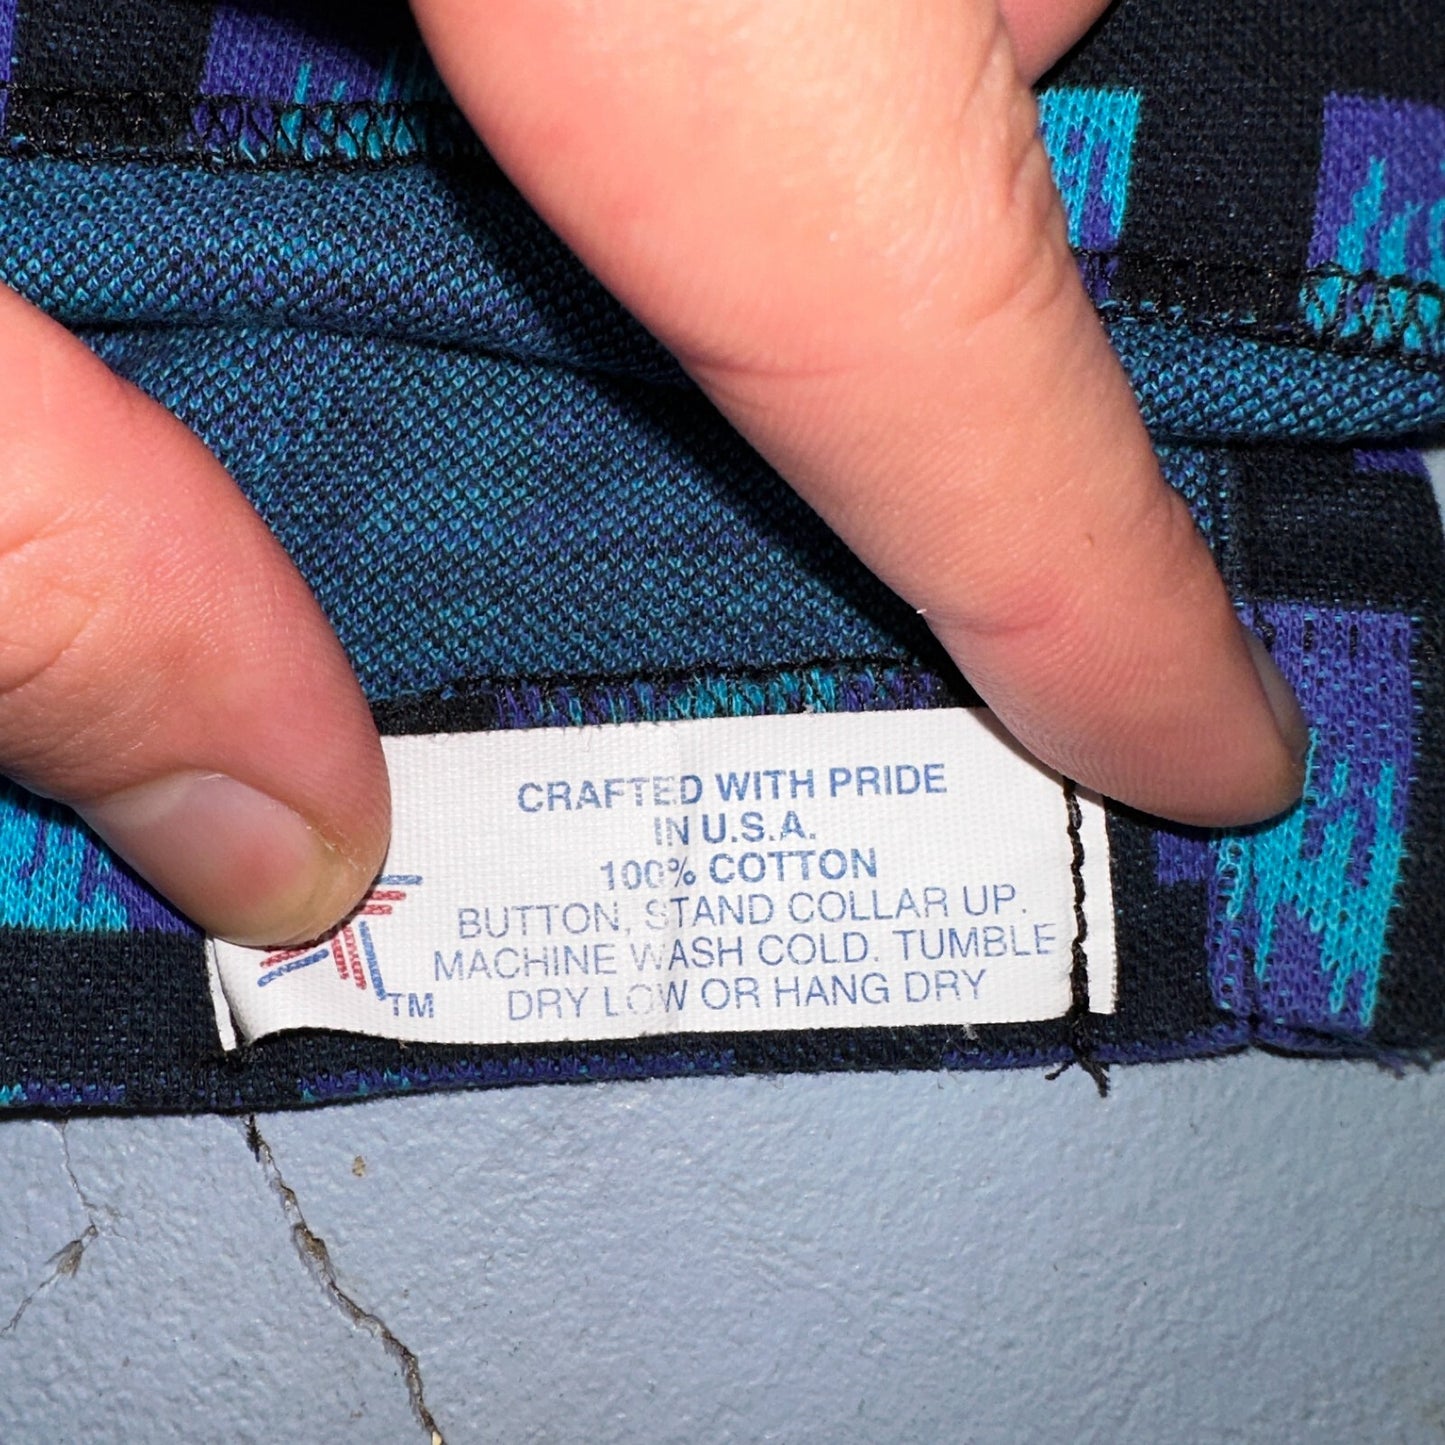 CRAFTED WITH PRIDE
IN U.S.A.
100% COTTON
BUTTON, STAND COLLAR UP.
MACHINE WASH COLD. TUMBLE
DRY LOW OR HANG DRY
TM